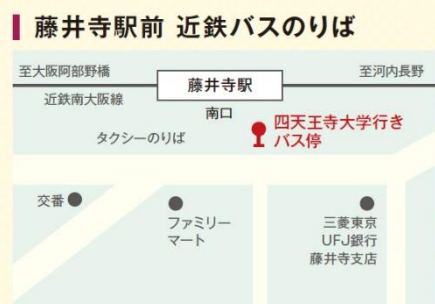 藤井寺駅前 近鉄バスのりば
至大阪阿部野橋
藤井寺駅
至河内長野
近鉄南大阪線
南口
四天王寺大学行き
バス停
タクシーのりば
交番
ファミリー
マート
三菱東京
UFJ銀行
藤井寺支店